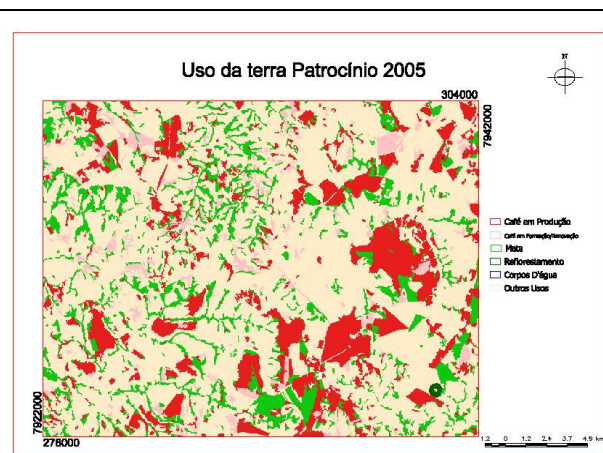 Uso da terra Patrocínio 2005
N
304000
7942000
Café em Produção
Café em Formação/Renovação
Mata
Reflorestamento
Corpos D'água
Outros Usos
7922000
276000
1.2 0 1.2 2.4 3.7 4.9 km